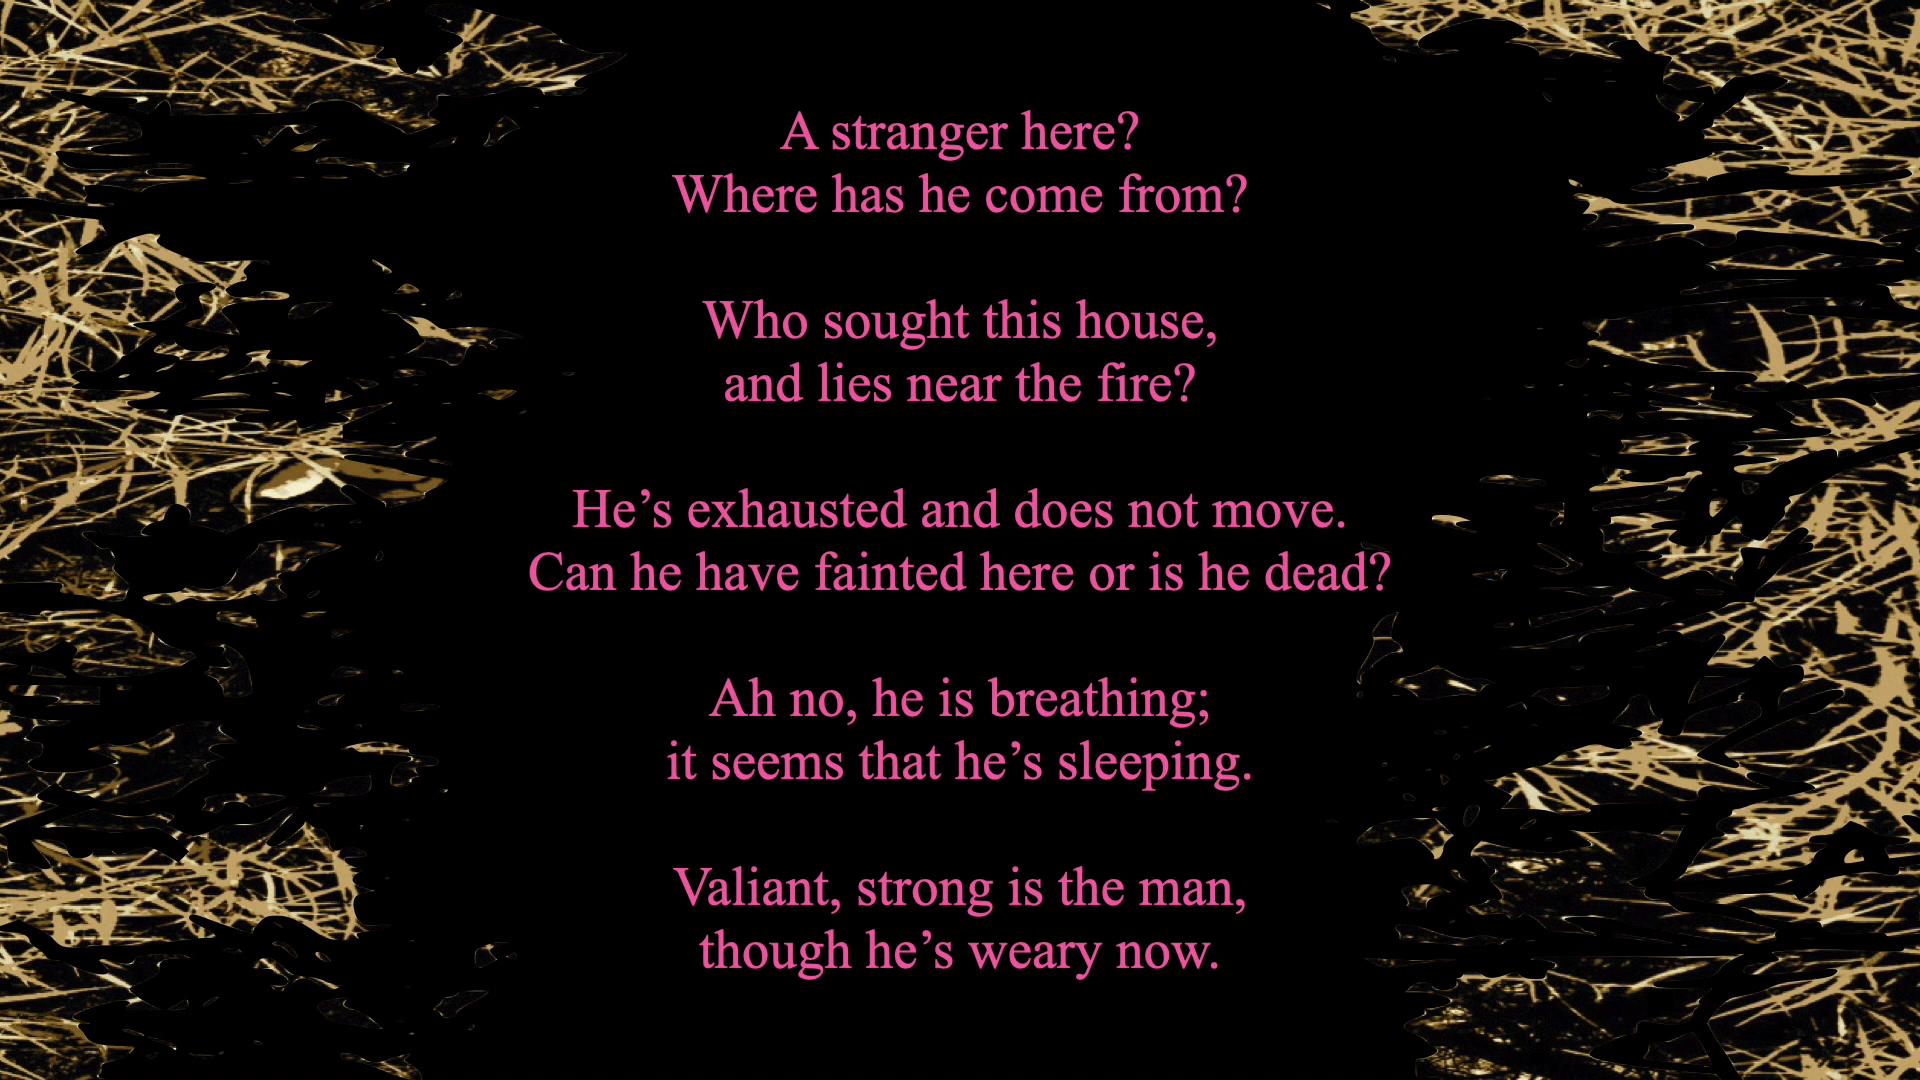 A stranger here?
Where has he come from?
Who sought this house,
and lies near the fire?
He’s exhausted and does not move.
Can he have fainted here or is he dead?
Ah no, he is breathing;
it seems that he’s sleeping.
Valiant, strong is the man,
though he’s weary now.